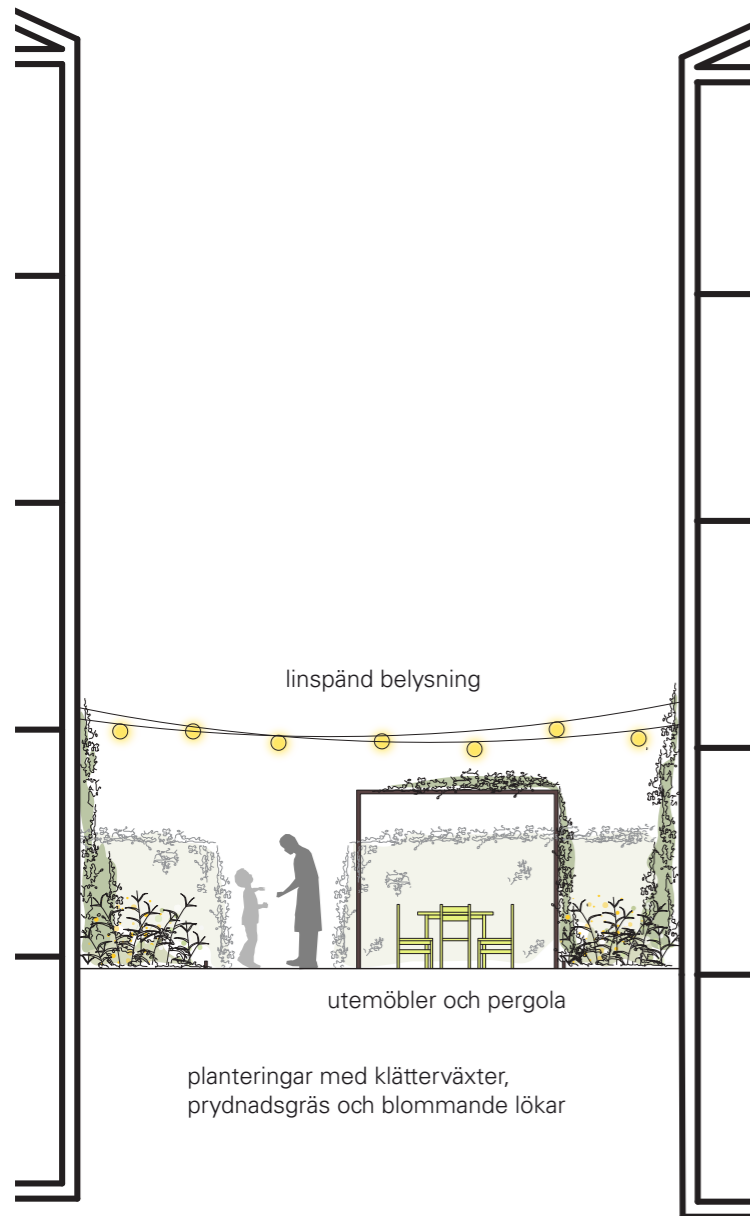 linspänd belysning
utemöbler och pergola
planteringar med klätterväxter,
prydnadsgräs och blommande lökar